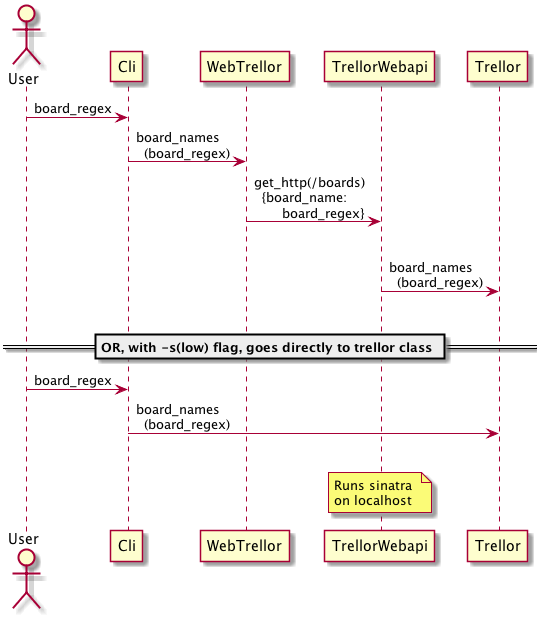 User
Cli
WebTrellor
TrellorWebapi
Trellor
board_regex
board_names
(board_regex)
get_http(/boards)
{board_name:
board_regex}
board_names
(board_regex)
OR, with -s(low) flag, goes directly to trellor class
board_regex
board_names
(board_regex)
Runs sinatra
on localhost
User
Cli
WebTrellor
TrellorWebapi
Trellor